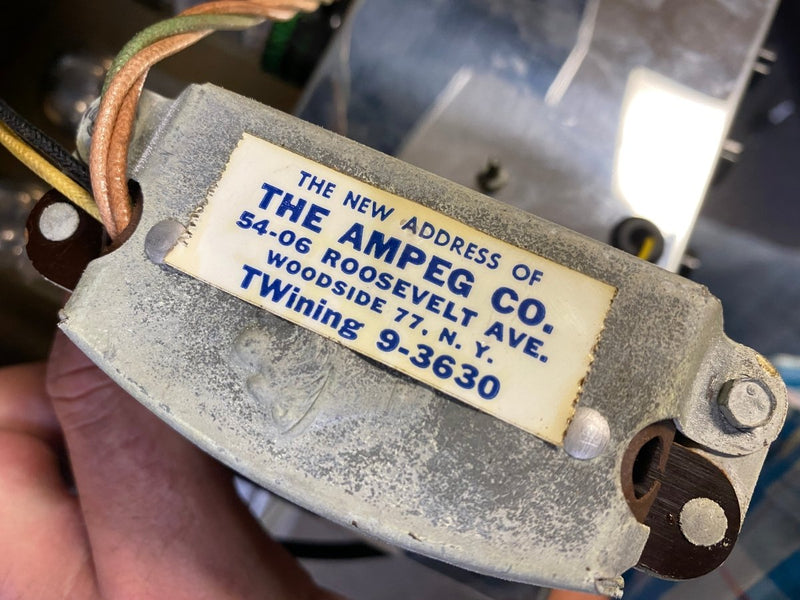 THE NEW ADDRESS OF
THE AMPEG CO.
54-06 ROOSEVELT AVE.
WOODSIDE 77, N. Y.
TWining 9-3630